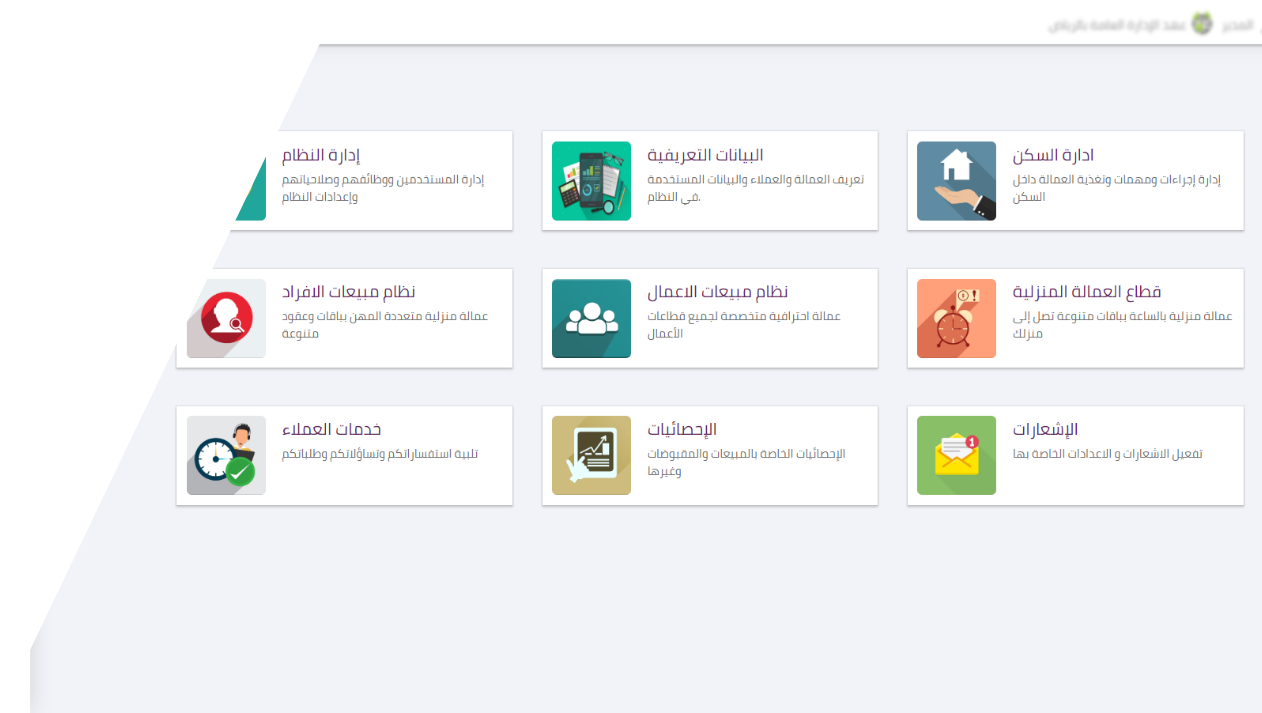 المدير
عهد الإدارة العامة بالرياض
ادارة السكن
إدارة إجراءات ومهمات وتغذية العمالة داخل
السكن
البيانات التعريفية
تعريف العمالة والعملاء والبيانات المستخدمة
في النظام.
إدارة النظام
إدارة المستخدمين ووظائفهم وصلاحياتهم
وإعدادات النظام
قطاع العمالة المنزلية
عمالة منزلية بالساعة بباقات متنوعة تصل إلى
منزلك
نظام مبيعات الاعمال
عمالة احترافية متخصصة لجميع قطاعات
الأعمال
نظام مبيعات الافراد
عمالة منزلية متعددة المهن بباقات وعقود
متنوعة
الإشعارات
تفعيل الاشعارات و الاعدادات الخاصة بها
1
الإحصائيات
الإحصائيات الخاصة بالمبيعات والمقبوضات
وغيرها
خدمات العملاء
تلبية استفساراتكم وتساؤلاتكم وطلباتكم